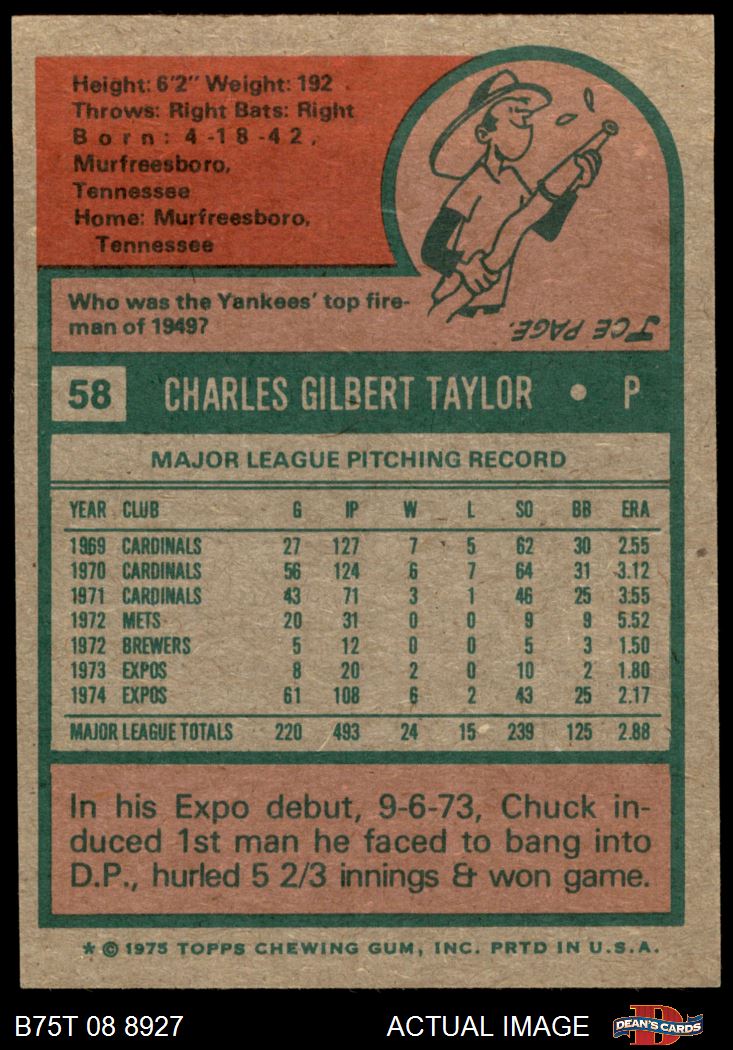 Height: 6'2" Weight: 192
Throws: Right Bats: Right
Born: 4-18-42,
Murfreesboro,
Tennessee
Home: Murfreesboro,
Tennessee
Who was the Yankees' top fire-
man of 1949?
JOE PAGE.
58 CHARLES GILBERT TAYLOR • P
MAJOR LEAGUE PITCHING RECORD
YEAR CLUB G IP W L SO BB ERA
1969 CARDINALS 27 127 7 5 62 30 2.55
1970 CARDINALS 56 124 6 7 64 31 3.12
1971 CARDINALS 43 71 3 1 46 25 3.55
1972 METS 20 31 0 0 9 9 5.52
1972 BREWERS 5 12 0 0 5 3 1.50
1973 EXPOS 8 20 2 0 10 2 1.80
1974 EXPOS 61 108 6 2 43 25 2.17
MAJOR LEAGUE TOTALS 220 493 24 15 239 125 2.88
In his Expo debut, 9-6-73, Chuck in-
duced 1st man he faced to bang into
D.P., hurled 5 2/3 innings & won game.
* © 1975 TOPPS CHEWING GUM, INC. PRTD IN U.S.A.
B75T 08 8927 ACTUAL IMAGE D DEAN'S CARDS